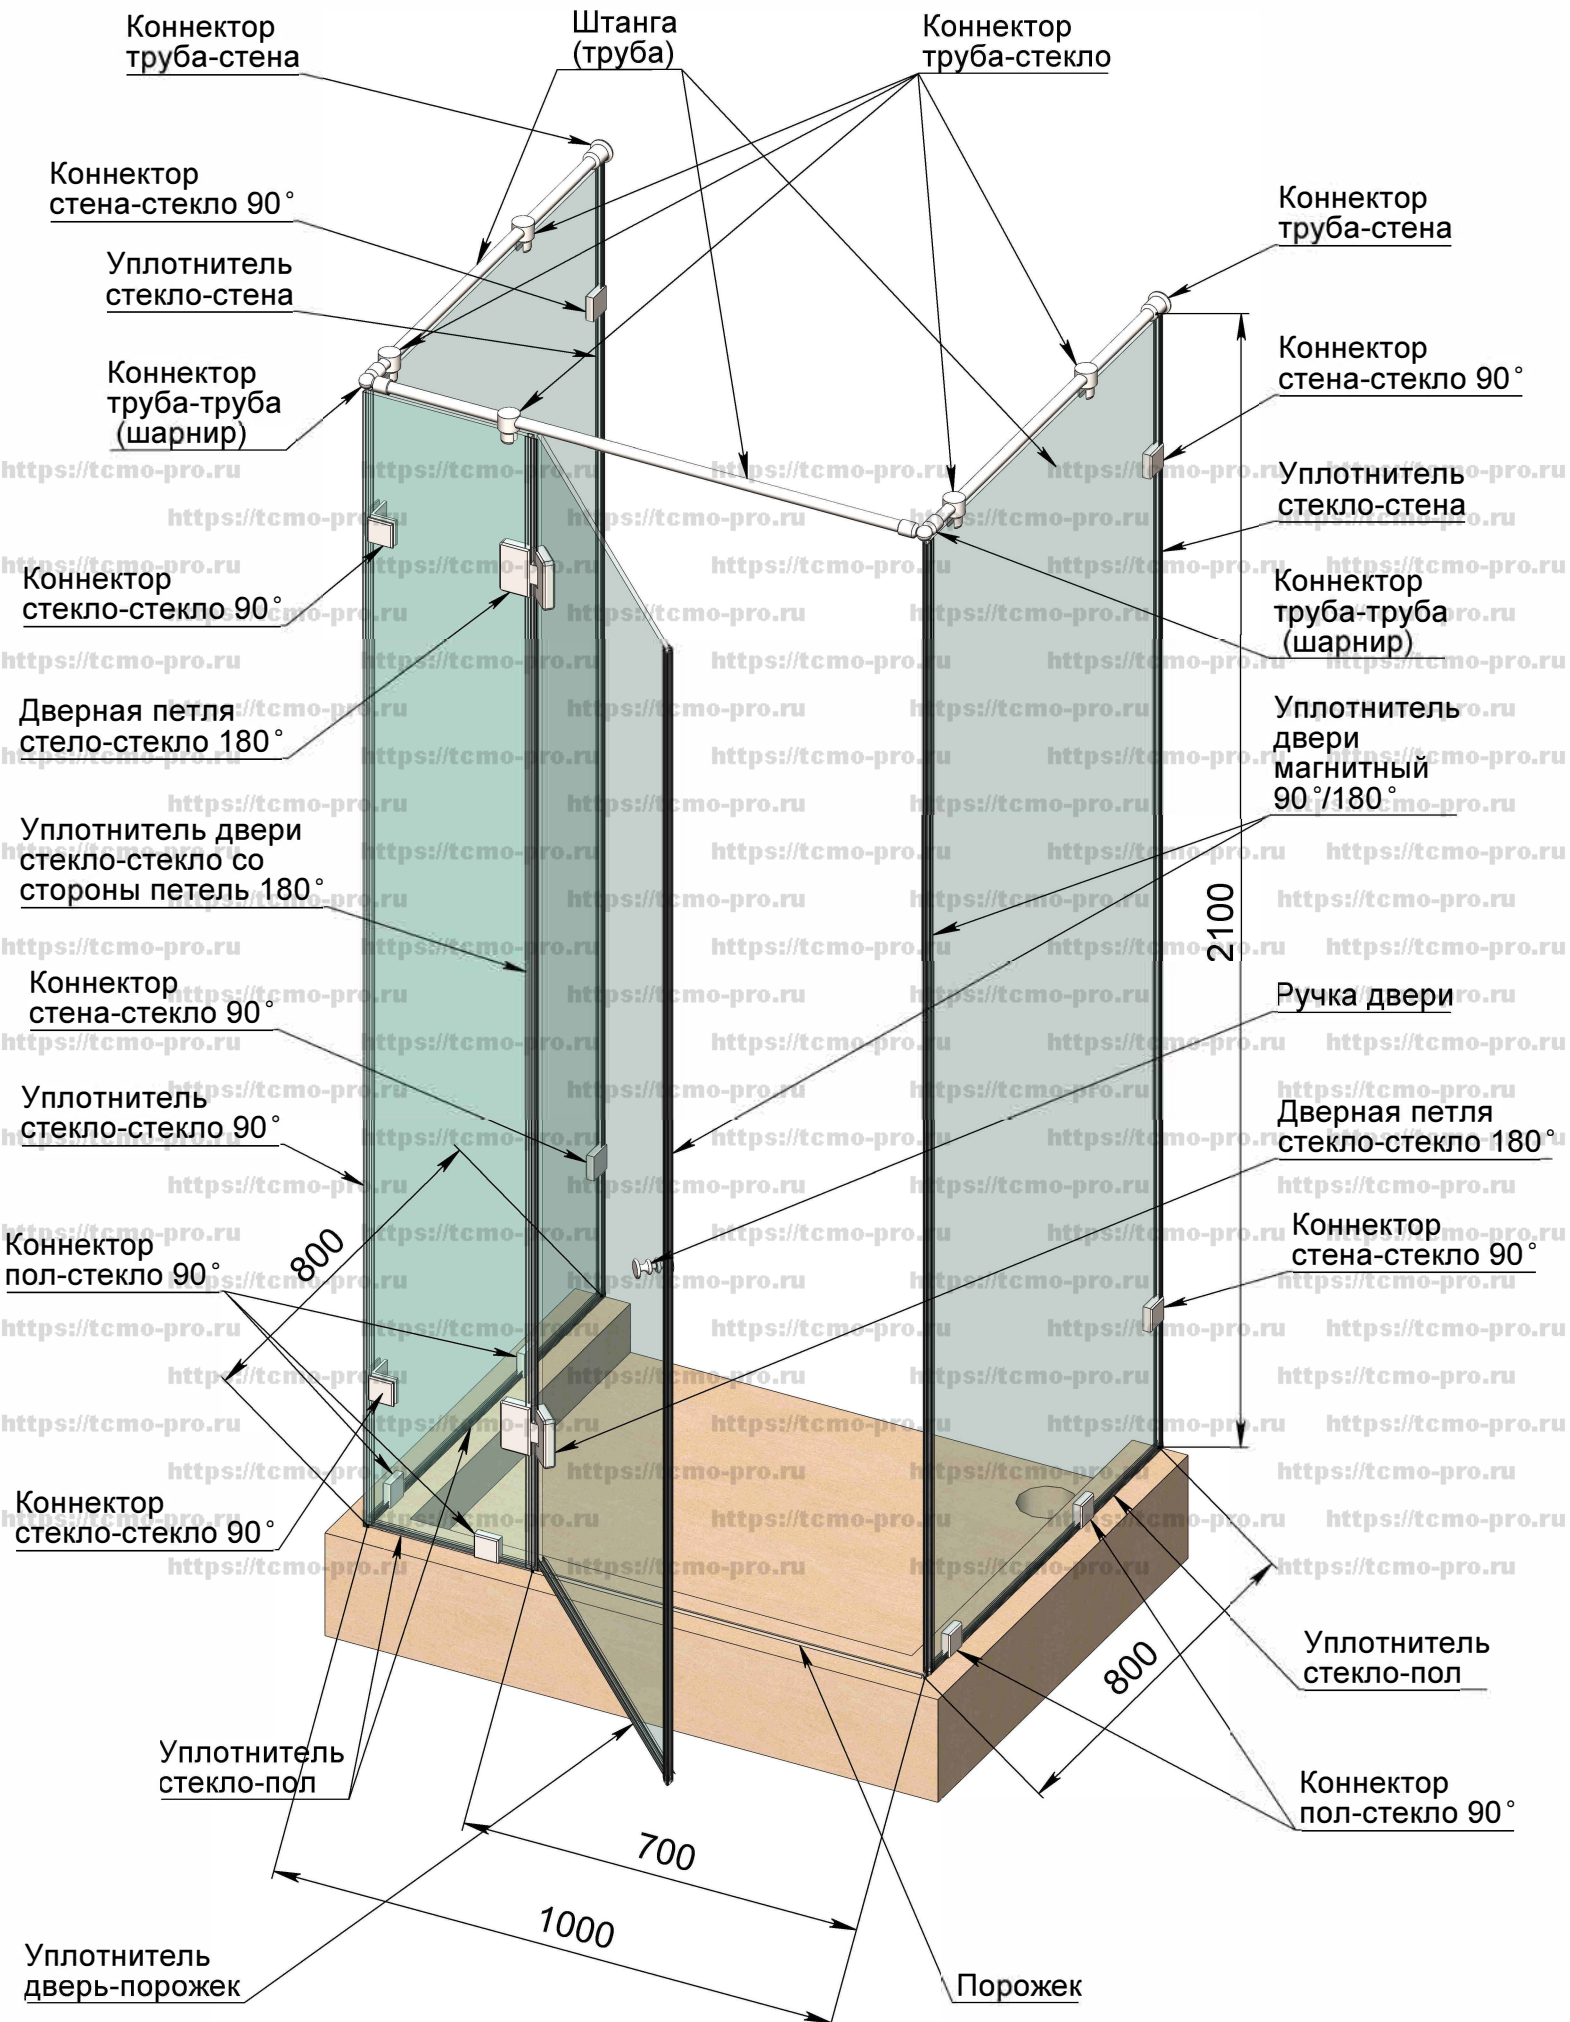 Коннектор
труба-стена
Штанга
(труба)
Коннектор
труба-стекло
Коннектор
стена-стекло 90°
Уплотнитель
стекло-стена
Коннектор
труба-труба
(шарнир)
Коннектор
стекло-стекло 90°
Дверная петля
стело-стекло 180°
Уплотнитель двери
стекло-стекло со
стороны петель 180°
Коннектор
стена-стекло 90°
Уплотнитель
стекло-стекло 90°
Коннектор
пол-стекло 90°
Коннектор
стекло-стекло 90°
Уплотнитель
стекло-пол
Уплотнитель
дверь-порожек
Коннектор
труба-стена
Коннектор
стена-стекло 90°
Уплотнитель
стекло-стена
Коннектор
труба-труба
(шарнир)
Уплотнитель
двери
магнитный
90°/180°
Ручка двери
Дверная петля
стекло-стекло 180°
Коннектор
стена-стекло 90°
Уплотнитель
стекло-пол
Коннектор
пол-стекло 90°
Порожек
2100
800
800
700
1000
https://tcmo-pro.ru